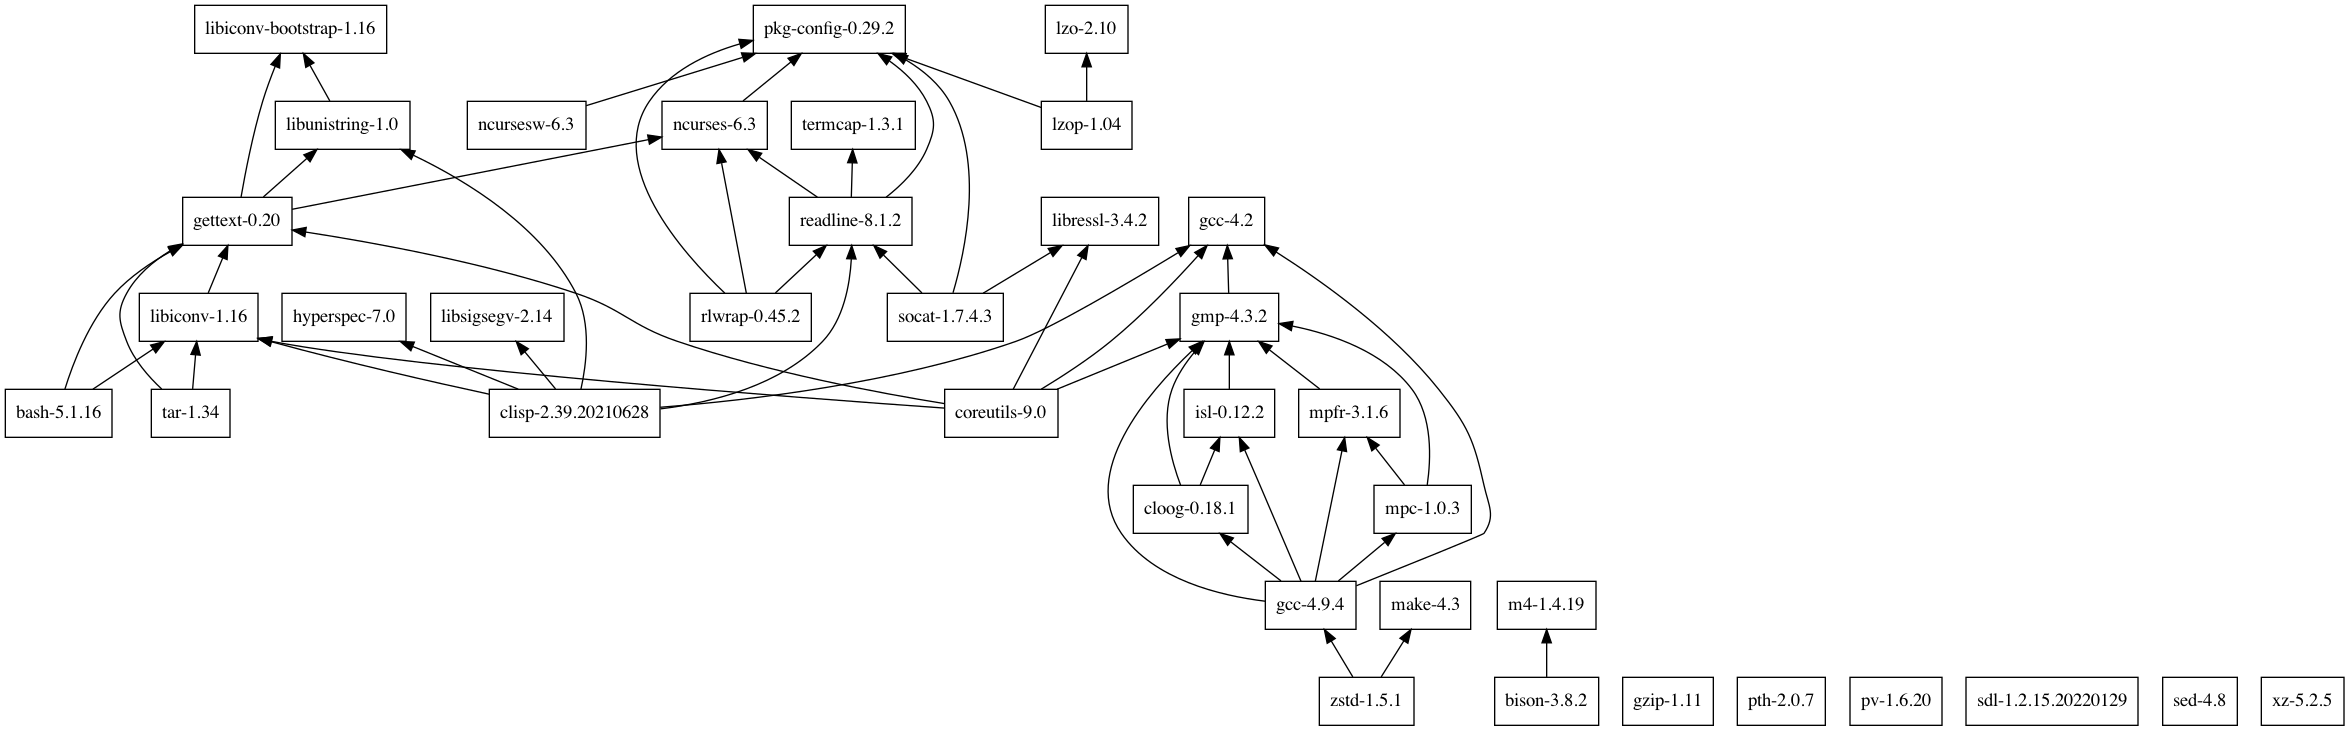 libiconv-bootstrap-1.16
pkg-config-0.29.2
lzo-2.10
libunistring-1.0
ncursesw-6.3
ncurses-6.3
termcap-1.3.1
lzop-1.04
gettext-0.20
readline-8.1.2
libressl-3.4.2
gcc-4.2
libiconv-1.16
hyperspec-7.0
libsigsegv-2.14
rlwrap-0.45.2
socat-1.7.4.3
gmp-4.3.2
bash-5.1.16
tar-1.34
clisp-2.39.20210628
coreutils-9.0
isl-0.12.2
mpfr-3.1.6
cloog-0.18.1
mpc-1.0.3
gcc-4.9.4
make-4.3
m4-1.4.19
zstd-1.5.1
bison-3.8.2
gzip-1.11
pth-2.0.7
pv-1.6.20
sdl-1.2.15.20220129
sed-4.8
xz-5.2.5